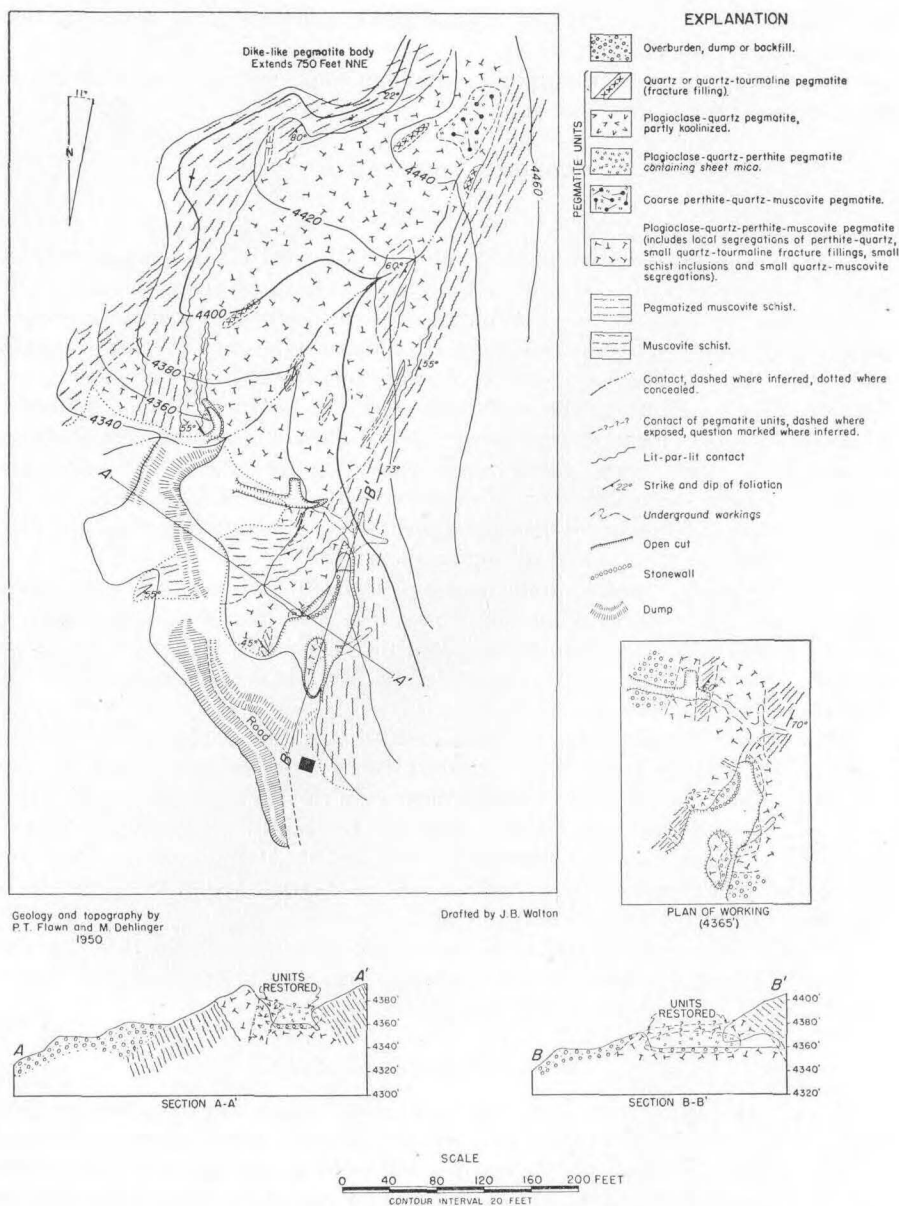 Dike-like pegmatite body
Extends 750 Feet NNE
11°
N
22°
80°
4440
4460
4420
60°
4400
55°
4380
4360
4340
55°
73°
A
B'
55°
45°
A'
Road
B
Geology and topography by
P.T. Flawn and M. Dehlinger
1950
Drafted by J.B. Walton
EXPLANATION
PEGMATITE UNITS
Overburden, dump or backfill.
Quartz or quartz-tourmaline pegmatite
(fracture filling).
Plagioclase-quartz pegmatite,
partly koolinized.
Plagioclase-quartz-perthite pegmatite
containing sheet mica.
Coarse perthite-quartz-muscovite pegmatite.
Plagioclase-quartz-perthite-muscovite pegmatite
(includes local segregations of perthite-quartz,
small quartz-tourmaline fracture fillings, small
schist inclusions and small quartz-muscovite
segregations).
Pegmatized muscovite schist.
Muscovite schist.
Contact, dashed where inferred, dotted where
concealed.
Contact of pegmatite units, dashed where
exposed, question marked where inferred.
Lit-par-lit contact
22°
Strike and dip of foliation
Underground workings
Open cut
Stonewall
Dump
70°
PLAN OF WORKING
(4365')
UNITS
RESTORED
A'
A
4380'
4360'
4340'
4320'
4300'
SECTION A-A'
UNITS
RESTORED
B'
B
4400'
4380'
4360'
4340'
4320'
SECTION B-B'
SCALE
0 40 80 120 160 200 FEET
CONTOUR INTERVAL 20 FEET